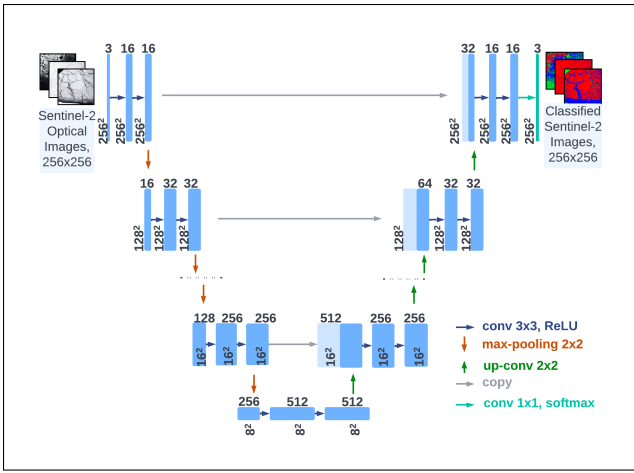 3 16 16
32 16 16 3
256² 256² 256²
256² 256² 256² 256²
Sentinel-2
Optical
Images,
256x256
Classified
Sentinel-2
Images,
256x256
16 32 32
64 32 32
128² 128² 128²
128² 128² 128²
128 256 256
512 256 256
16² 16² 16²
16² 16² 16²
conv 3x3, ReLU
max-pooling 2x2
up-conv 2x2
copy
conv 1x1, softmax
256 512 512
8² 8² 8²